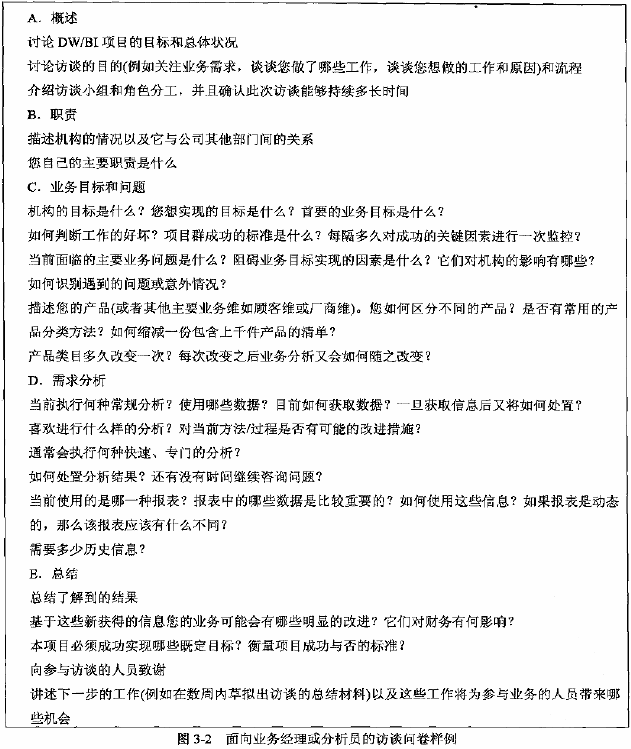 A. 概述
讨论 DW/BI 项目的目标和总体状况
讨论访谈的目的(例如关注业务需求，谈谈您做了哪些工作，谈谈您想做的工作和原因)和流程
介绍访谈小组和角色分工，并且确认此次访谈能够持续多长时间
B. 职责
描述机构的情况以及它与公司其他部门间的关系
您自己的主要职责是什么
C. 业务目标和问题
机构的目标是什么？您想实现的目标是什么？首要的业务目标是什么？
如何判断工作的好坏？项目群成功的标准是什么？每隔多久对成功的关键因素进行一次监控？
当前面临的主要业务问题是什么？阻碍业务目标实现的因素是什么？它们对机构的影响有哪些？
如何识别遇到的问题或意外情况？
描述您的产品(或者其他主要业务维如顾客维或厂商维)。您如何区分不同的产品？是否有常用的产
品分类方法？如何缩减一份包含上千件产品的清单？
产品类目多久改变一次？每次改变之后业务分析又会如何随之改变？
D. 需求分析
当前执行何种常规分析？使用哪些数据？目前如何获取数据？一旦获取信息后又将如何处置？
喜欢进行什么样的分析？对当前方法/过程是否有可能的改进措施？
通常会执行何种快速、专门的分析？
如何处置分析结果？还有没有时间继续咨询问题？
当前使用的是哪一种报表？报表中的哪些数据是比较重要的？如何使用这些信息？如果报表是动态
的，那么该报表应该有什么不同？
需要多少历史信息？
E. 总结
总结了解到的结果
基于这些新获得的信息您的业务可能会有哪些明显的改进？它们对财务有何影响？
本项目必须成功实现哪些既定目标？衡量项目成功与否的标准？
向参与访谈的人员致谢
讲述下一步的工作(例如在数周内草拟出访谈的总结材料)以及这些工作将为参与业务的人员带来哪
些机会
图 3-2 面向业务经理或分析员的访谈问卷样例